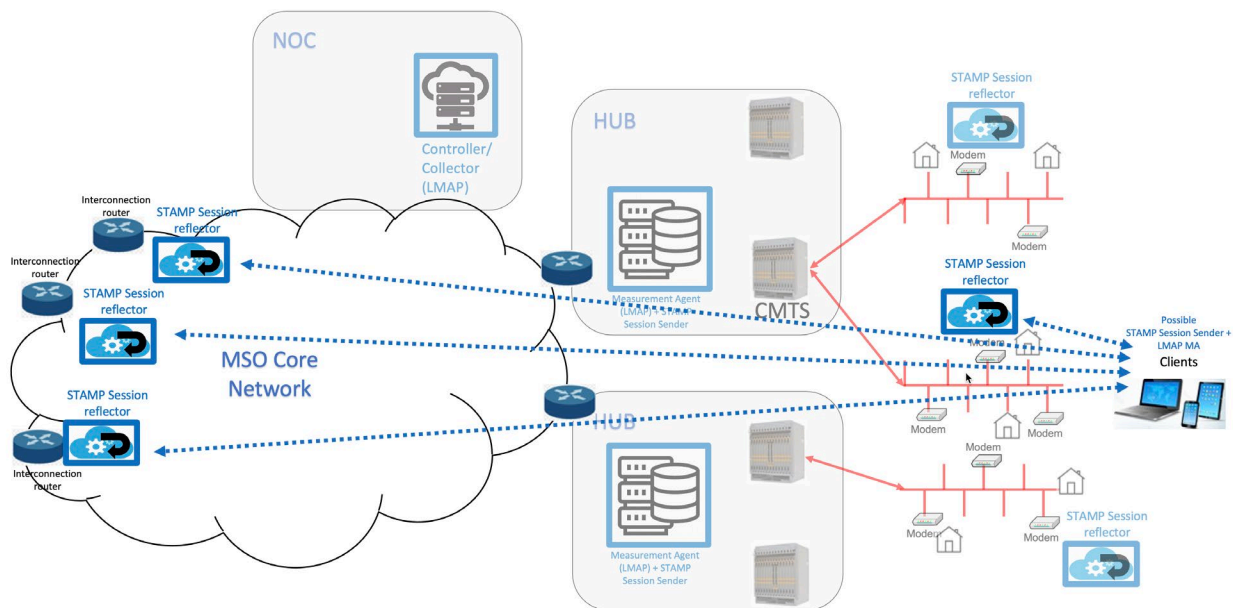 NOC
Controller/
Collector
(LMAP)
HUB
STAMP Session
reflector
Modem
Modem
Interconnection
router
STAMP Session
reflector
Interconnection
router
STAMP Session
reflector
Measurement Agent
(LMAP) + STAMP
Session Sender
CMTS
STAMP Session
reflector
Possible
STAMP Session Sender +
LMAP MA
Clients
MSO Core
Network
Modem
STAMP Session
reflector
Interconnection
router
HUB
Modem
Modem
Modem
Measurement Agent
(LMAP) + STAMP
Session Sender
Modem
Modem
STAMP Session
reflector